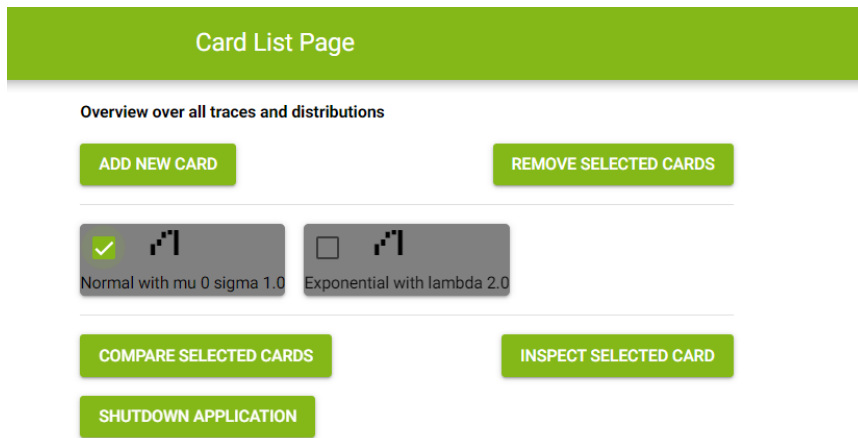 Card List Page
Overview over all traces and distributions
ADD NEW CARD
REMOVE SELECTED CARDS
Normal with mu 0 sigma 1.0
Exponential with lambda 2.0
COMPARE SELECTED CARDS
INSPECT SELECTED CARD
SHUTDOWN APPLICATION